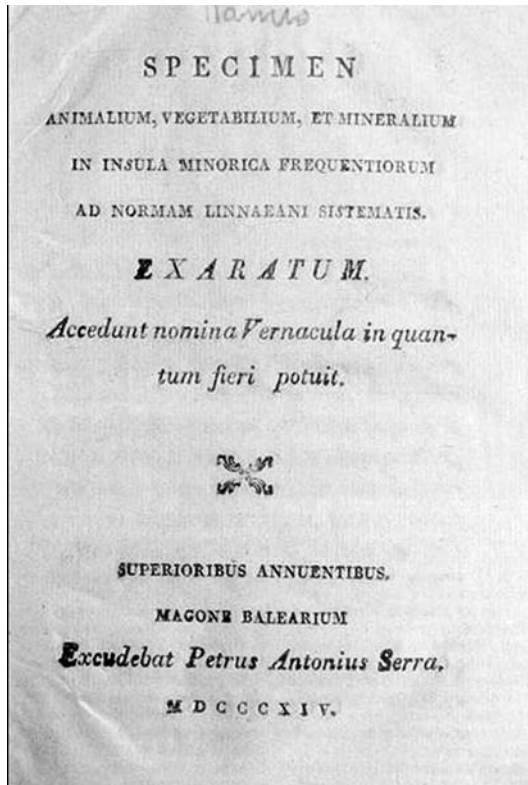 Ramis
SPECIMEN
ANIMALIUM, VEGETABILIUM, ET MINERALIUM
IN INSULA MINORICA FREQUENTIORUM
AD NORMAM LINNAEANI SISTEMATIS.
EXARATUM.
Accedunt nomina Vernacula in quan-
tum fieri potuit.
SUPERIORIBUS ANNUENTIBUS.
MAGONE BALEARIUM
Excudebat Petrus Antonius Serra.
MDCCCXIV.